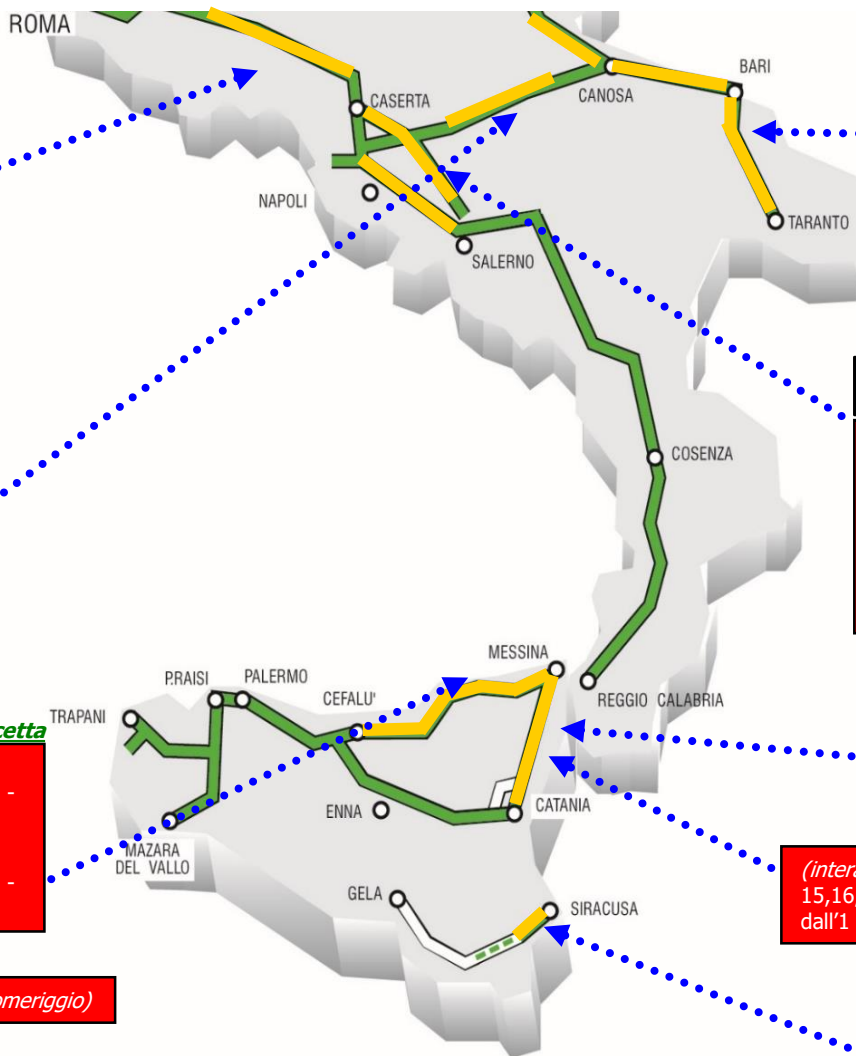 ROMA
BARI
CASERTA
CANOSA
NAPOLI
TARANTO
SALERNO
COSENZA
MESSINA
P.RAISI
PALERMO
CEFALU'
REGGIO CALABRIA
TRAPANI
cetta
-
ENNA
CATANIA
MAZARA
DEL VALLO
-
(intera
15,16,
dall'1
GELA
SIRACUSA
omeriggio)